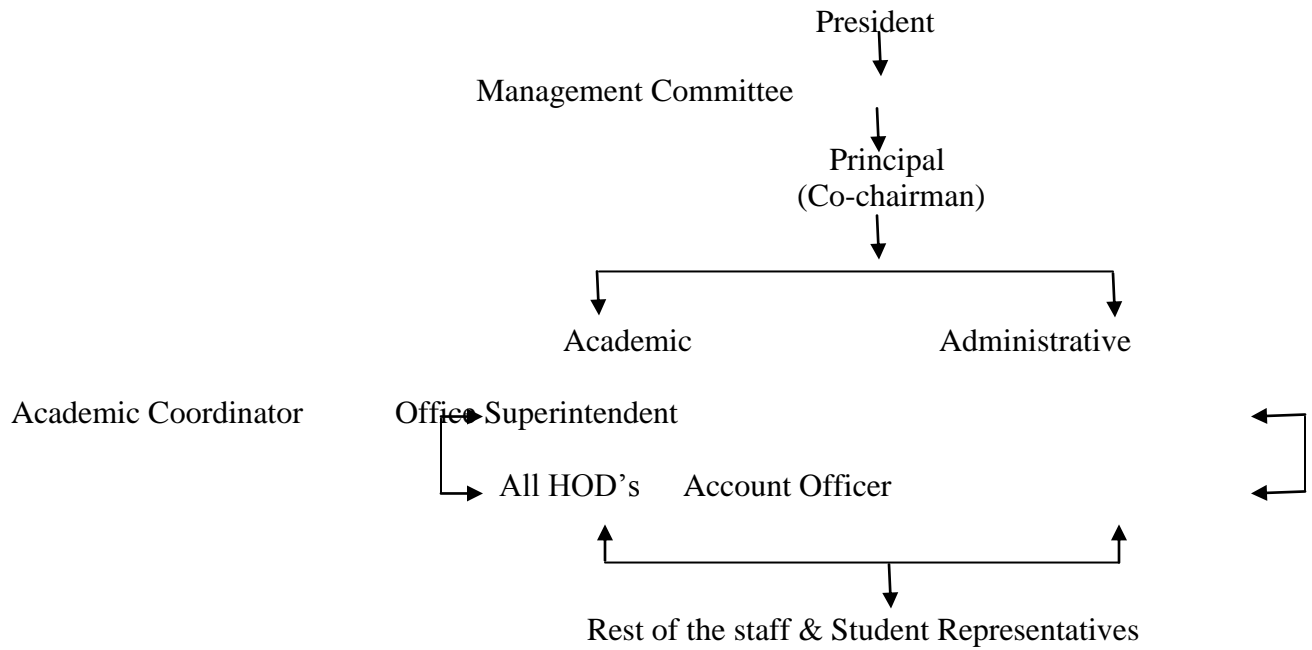 President
Management Committee
Principal
(Co-chairman)
Academic Administrative
Academic Coordinator Office Superintendent
All HOD’s Account Officer
Rest of the staff & Student Representatives